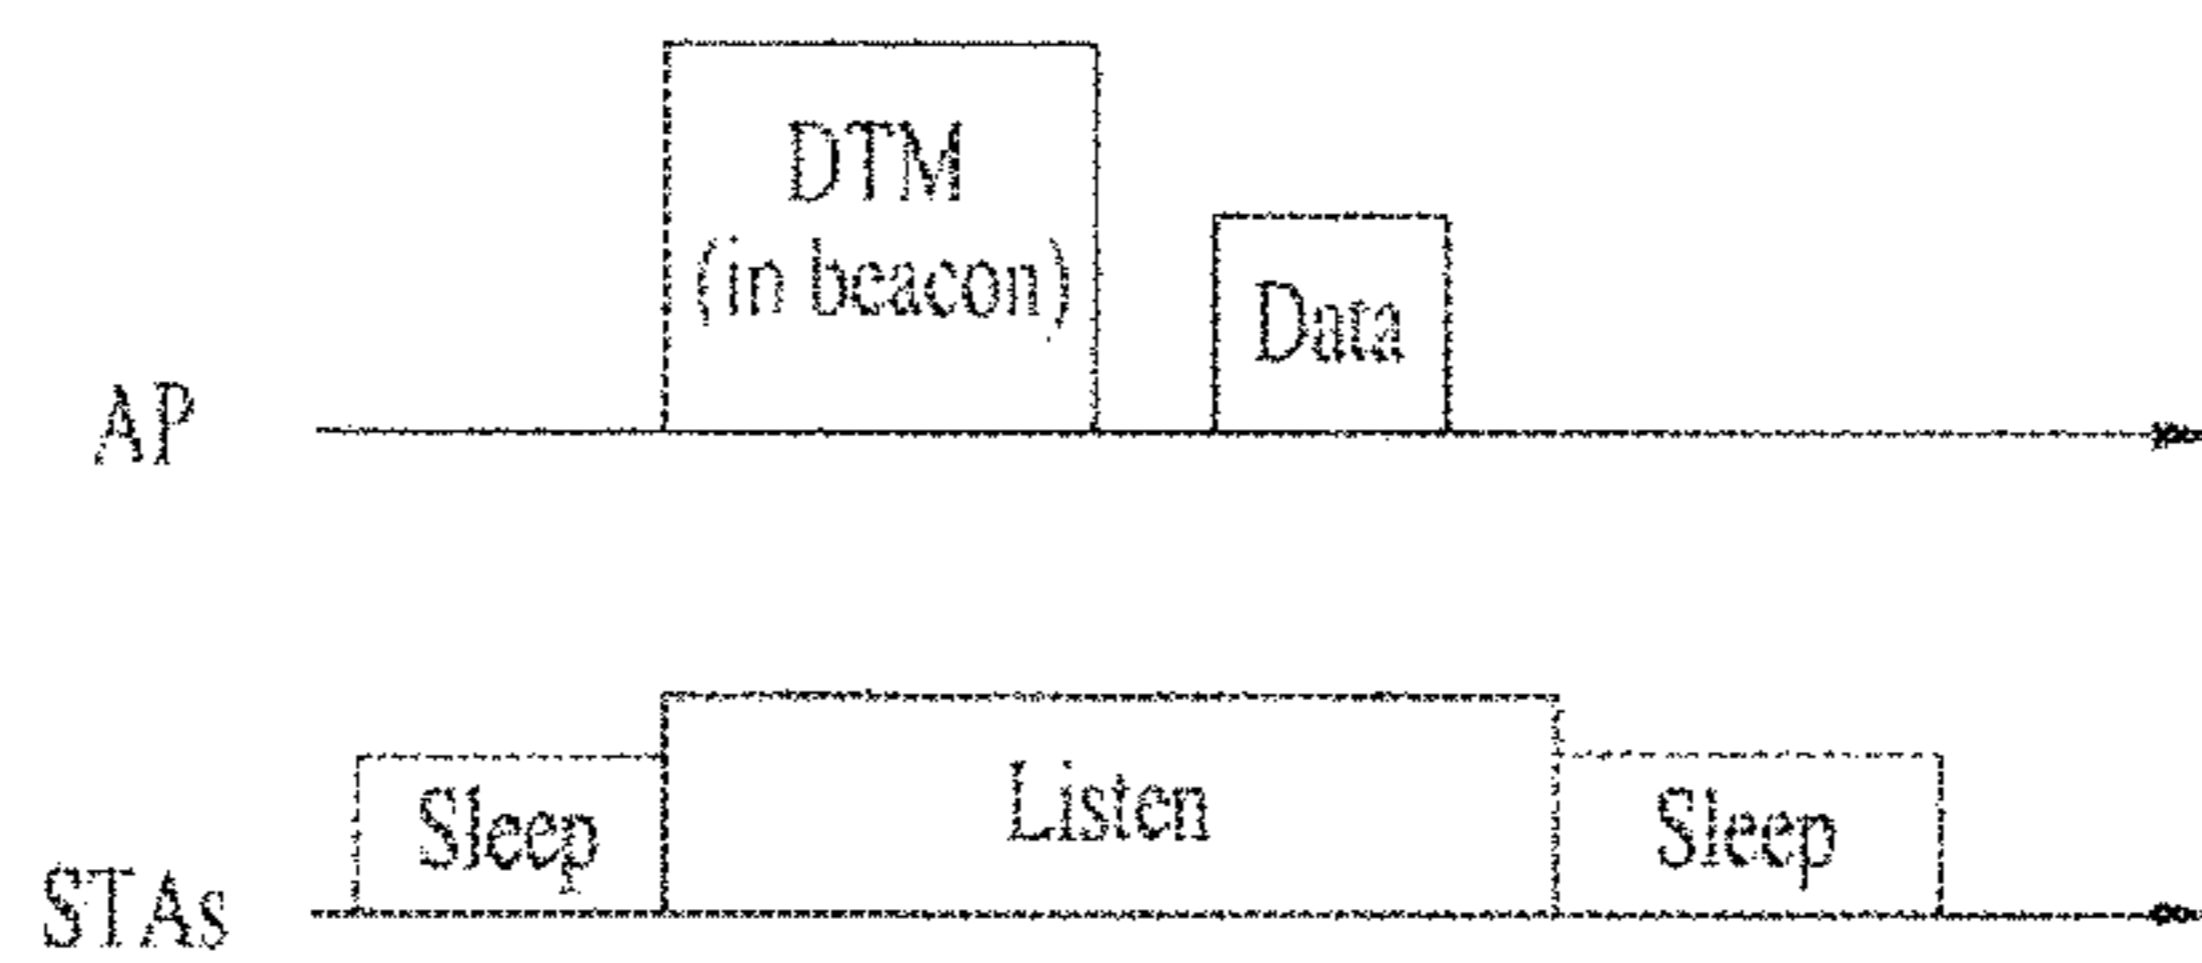 DTM
(in beacon)
Data
AP
Listen
Sleep
Sleep
STAs